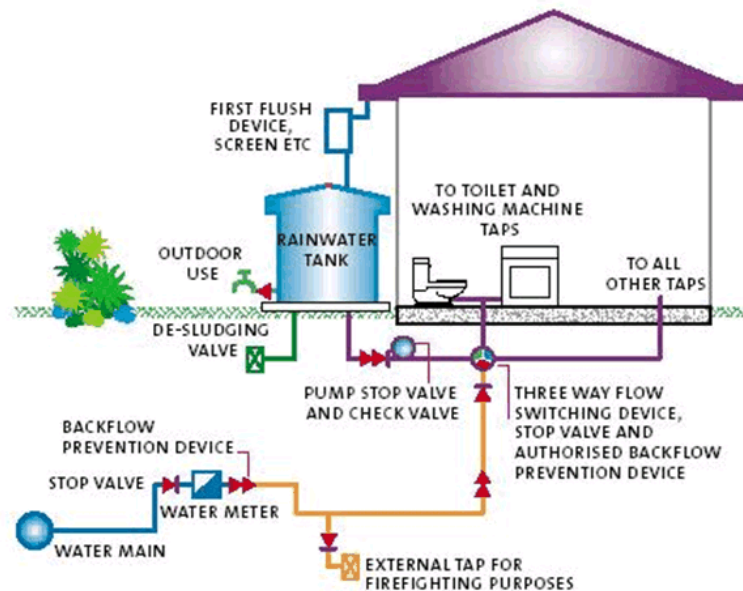 FIRST FLUSH
DEVICE,
SCREEN ETC
TO TOILET AND
WASHING MACHINE
TAPS
RAINWATER
TANK
OUTDOOR
USE
TO ALL
OTHER TAPS
DE-SLUDGING
VALVE
PUMP STOP VALVE
AND CHECK VALVE
THREE WAY FLOW
SWITCHING DEVICE,
STOP VALVE AND
AUTHORISED BACKFLOW
PREVENTION DEVICE
BACKFLOW
PREVENTION DEVICE
STOP VALVE
WATER METER
WATER MAIN
EXTERNAL TAP FOR
FIREFIGHTING PURPOSES